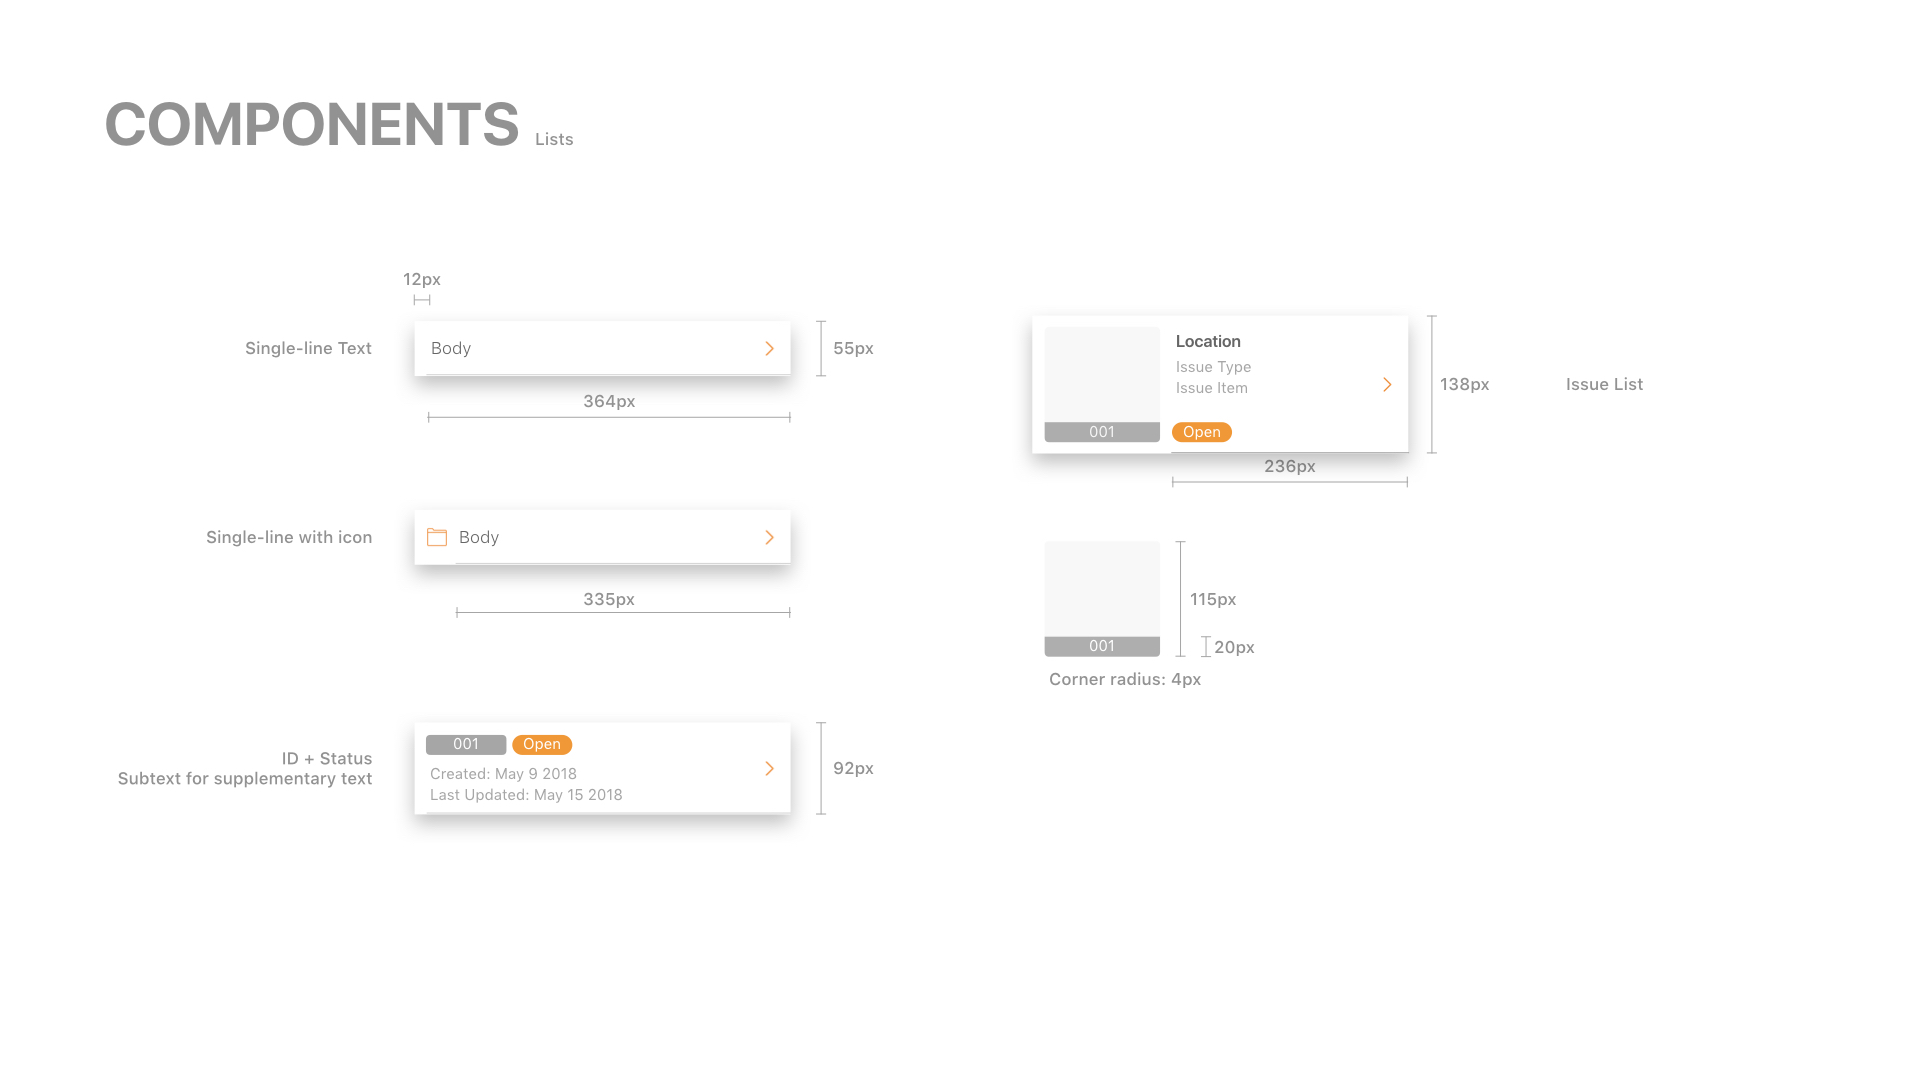 COMPONENTS Lists
12px
Single-line Text
Body
55px
364px
Single-line with icon
Body
335px
ID + Status
Subtext for supplementary text
001 Open
Created: May 9 2018
Last Updated: May 15 2018
92px
Location
Issue Type
Issue Item
001
Open
138px
Issue List
236px
115px
001
20px
Corner radius: 4px